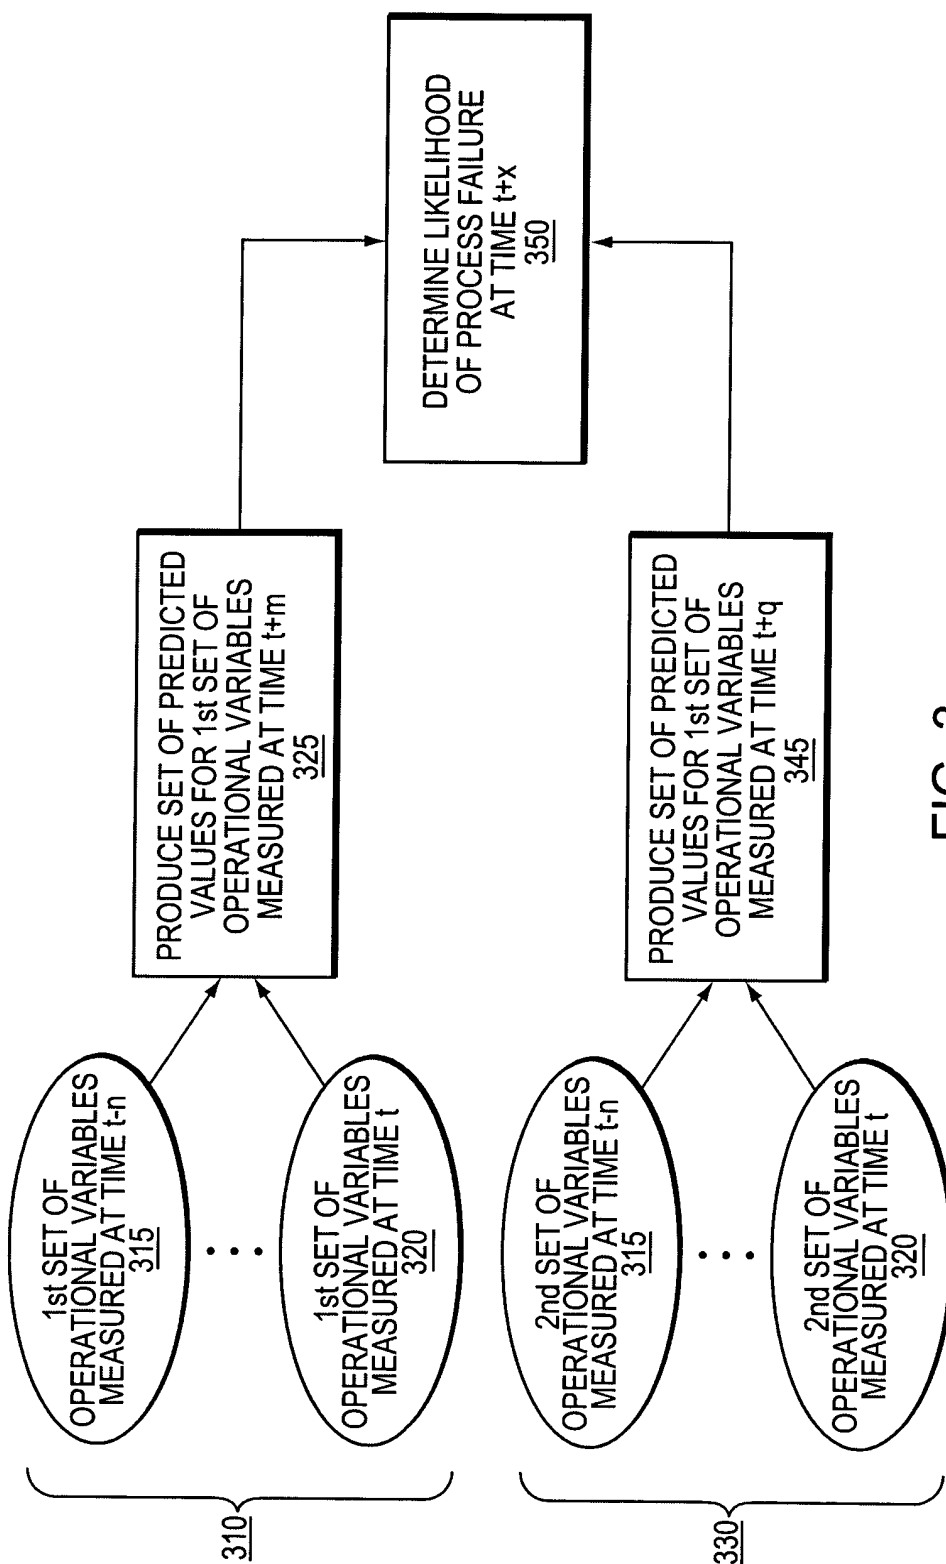 310
1st SET OF
OPERATIONAL VARIABLES
MEASURED AT TIME t-n
315
1st SET OF
OPERATIONAL VARIABLES
MEASURED AT TIME t
320
PRODUCE SET OF PREDICTED
VALUES FOR 1st SET OF
OPERATIONAL VARIABLES
MEASURED AT TIME t+m
325
330
2nd SET OF
OPERATIONAL VARIABLES
MEASURED AT TIME t-n
315
2nd SET OF
OPERATIONAL VARIABLES
MEASURED AT TIME t
320
PRODUCE SET OF PREDICTED
VALUES FOR 1st SET OF
OPERATIONAL VARIABLES
MEASURED AT TIME t+q
345
DETERMINE LIKELIHOOD
OF PROCESS FAILURE
AT TIME t+x
350
FIG.